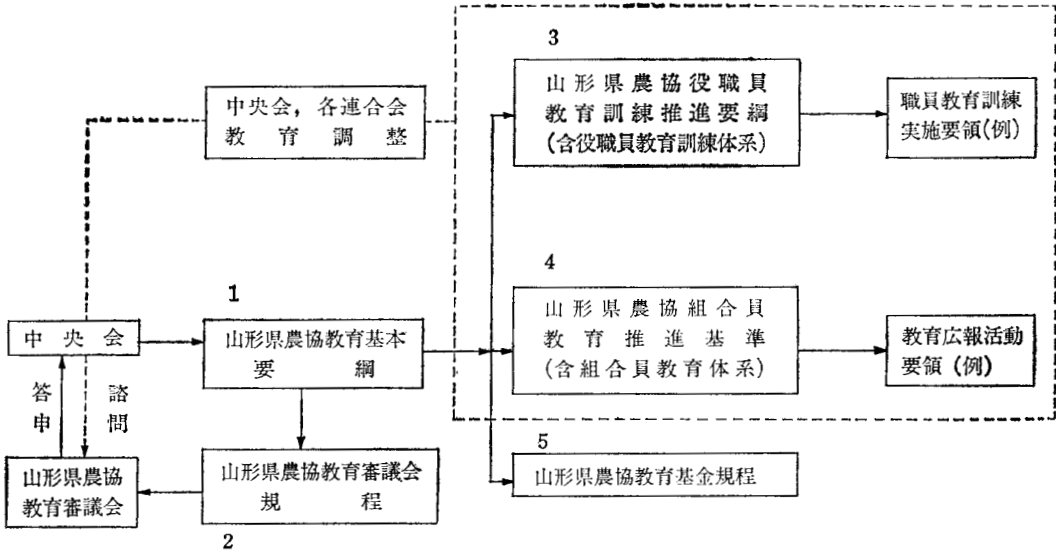 3
山形県農協役職員
教育訓練推進要綱
(含役職員教育訓練体系)
職員教育訓練
実施要領(例)
中央会,各連合会
教育調整
4
山形県農協組合員
教育推進基準
(含組合員教育体系)
教育広報活動
要領(例)
1
中央会
山形県農協教育基本
要綱
答申
諮問
5
山形県農協教育基金規程
山形県農協
教育審議会
山形県農協教育審議会
規程
2